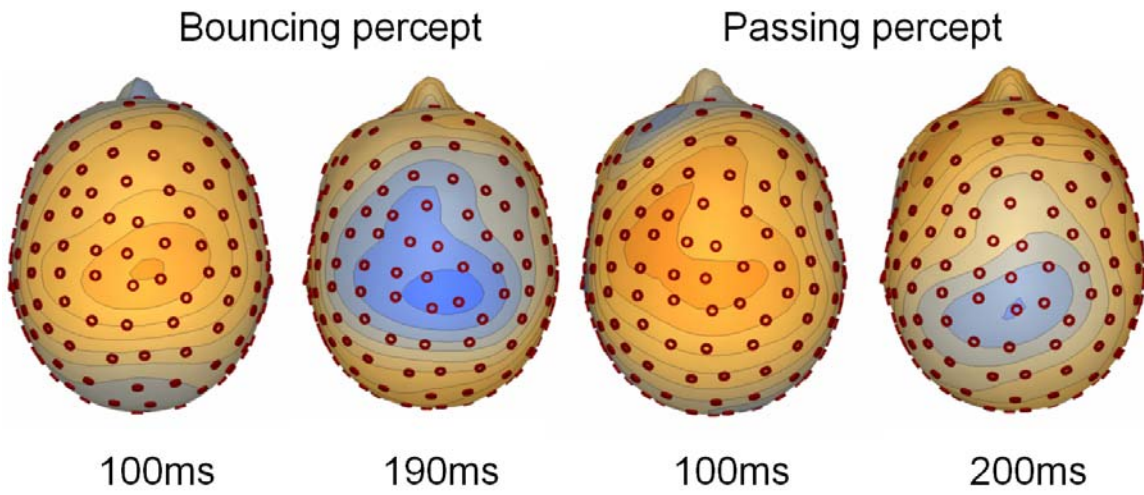 Bouncing percept
Passing percept
100ms
190ms
100ms
200ms